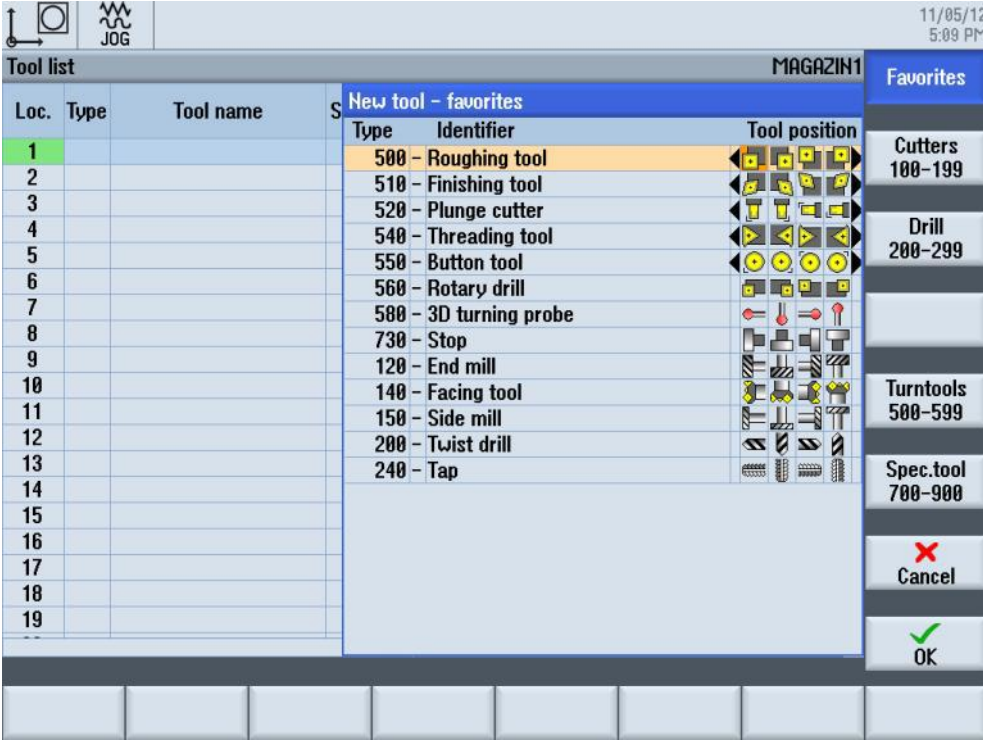 11/05/12
5:09 PM
JOG
Tool list MAGAZIN1
Favorites
Loc. Type Tool name S
New tool - favorites
Type Identifier Tool position
500 - Roughing tool
510 - Finishing tool
520 - Plunge cutter
540 - Threading tool
550 - Button tool
560 - Rotary drill
580 - 3D turning probe
730 - Stop
120 - End mill
140 - Facing tool
150 - Side mill
200 - Twist drill
240 - Tap
1
2
3
4
5
6
7
8
9
10
11
12
13
14
15
16
17
18
19
Cutters
100-199
Drill
200-299
Turntools
500-599
Spec.tool
700-900
Cancel
OK